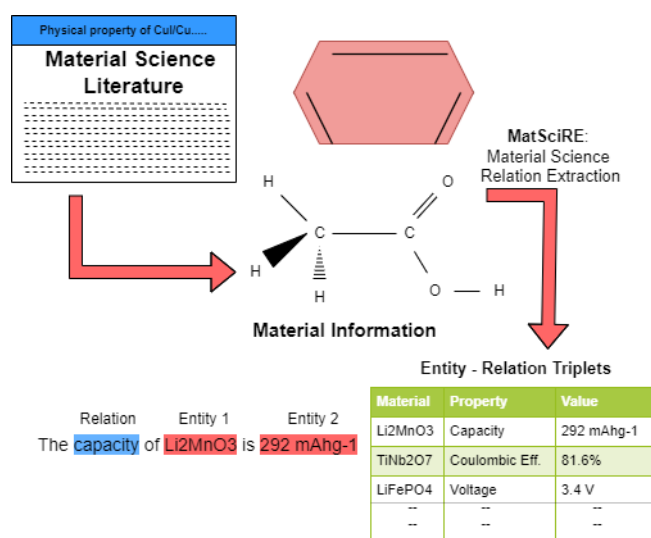 Physical property of CuI/Cu.....
Material Science
Literature
MatSciRE:
Material Science
Relation Extraction
H
O
C
C
H
H
O
H
Material Information
Entity - Relation Triplets
Relation
Entity 1
Entity 2
The capacity of Li2MnO3 is 292 mAhg-1
Material Property Value
Li2MnO3 Capacity 292 mAhg-1
TiNb2O7 Coulombic Eff. 81.6%
LiFePO4 Voltage 3.4 V
-- -- --
-- -- --